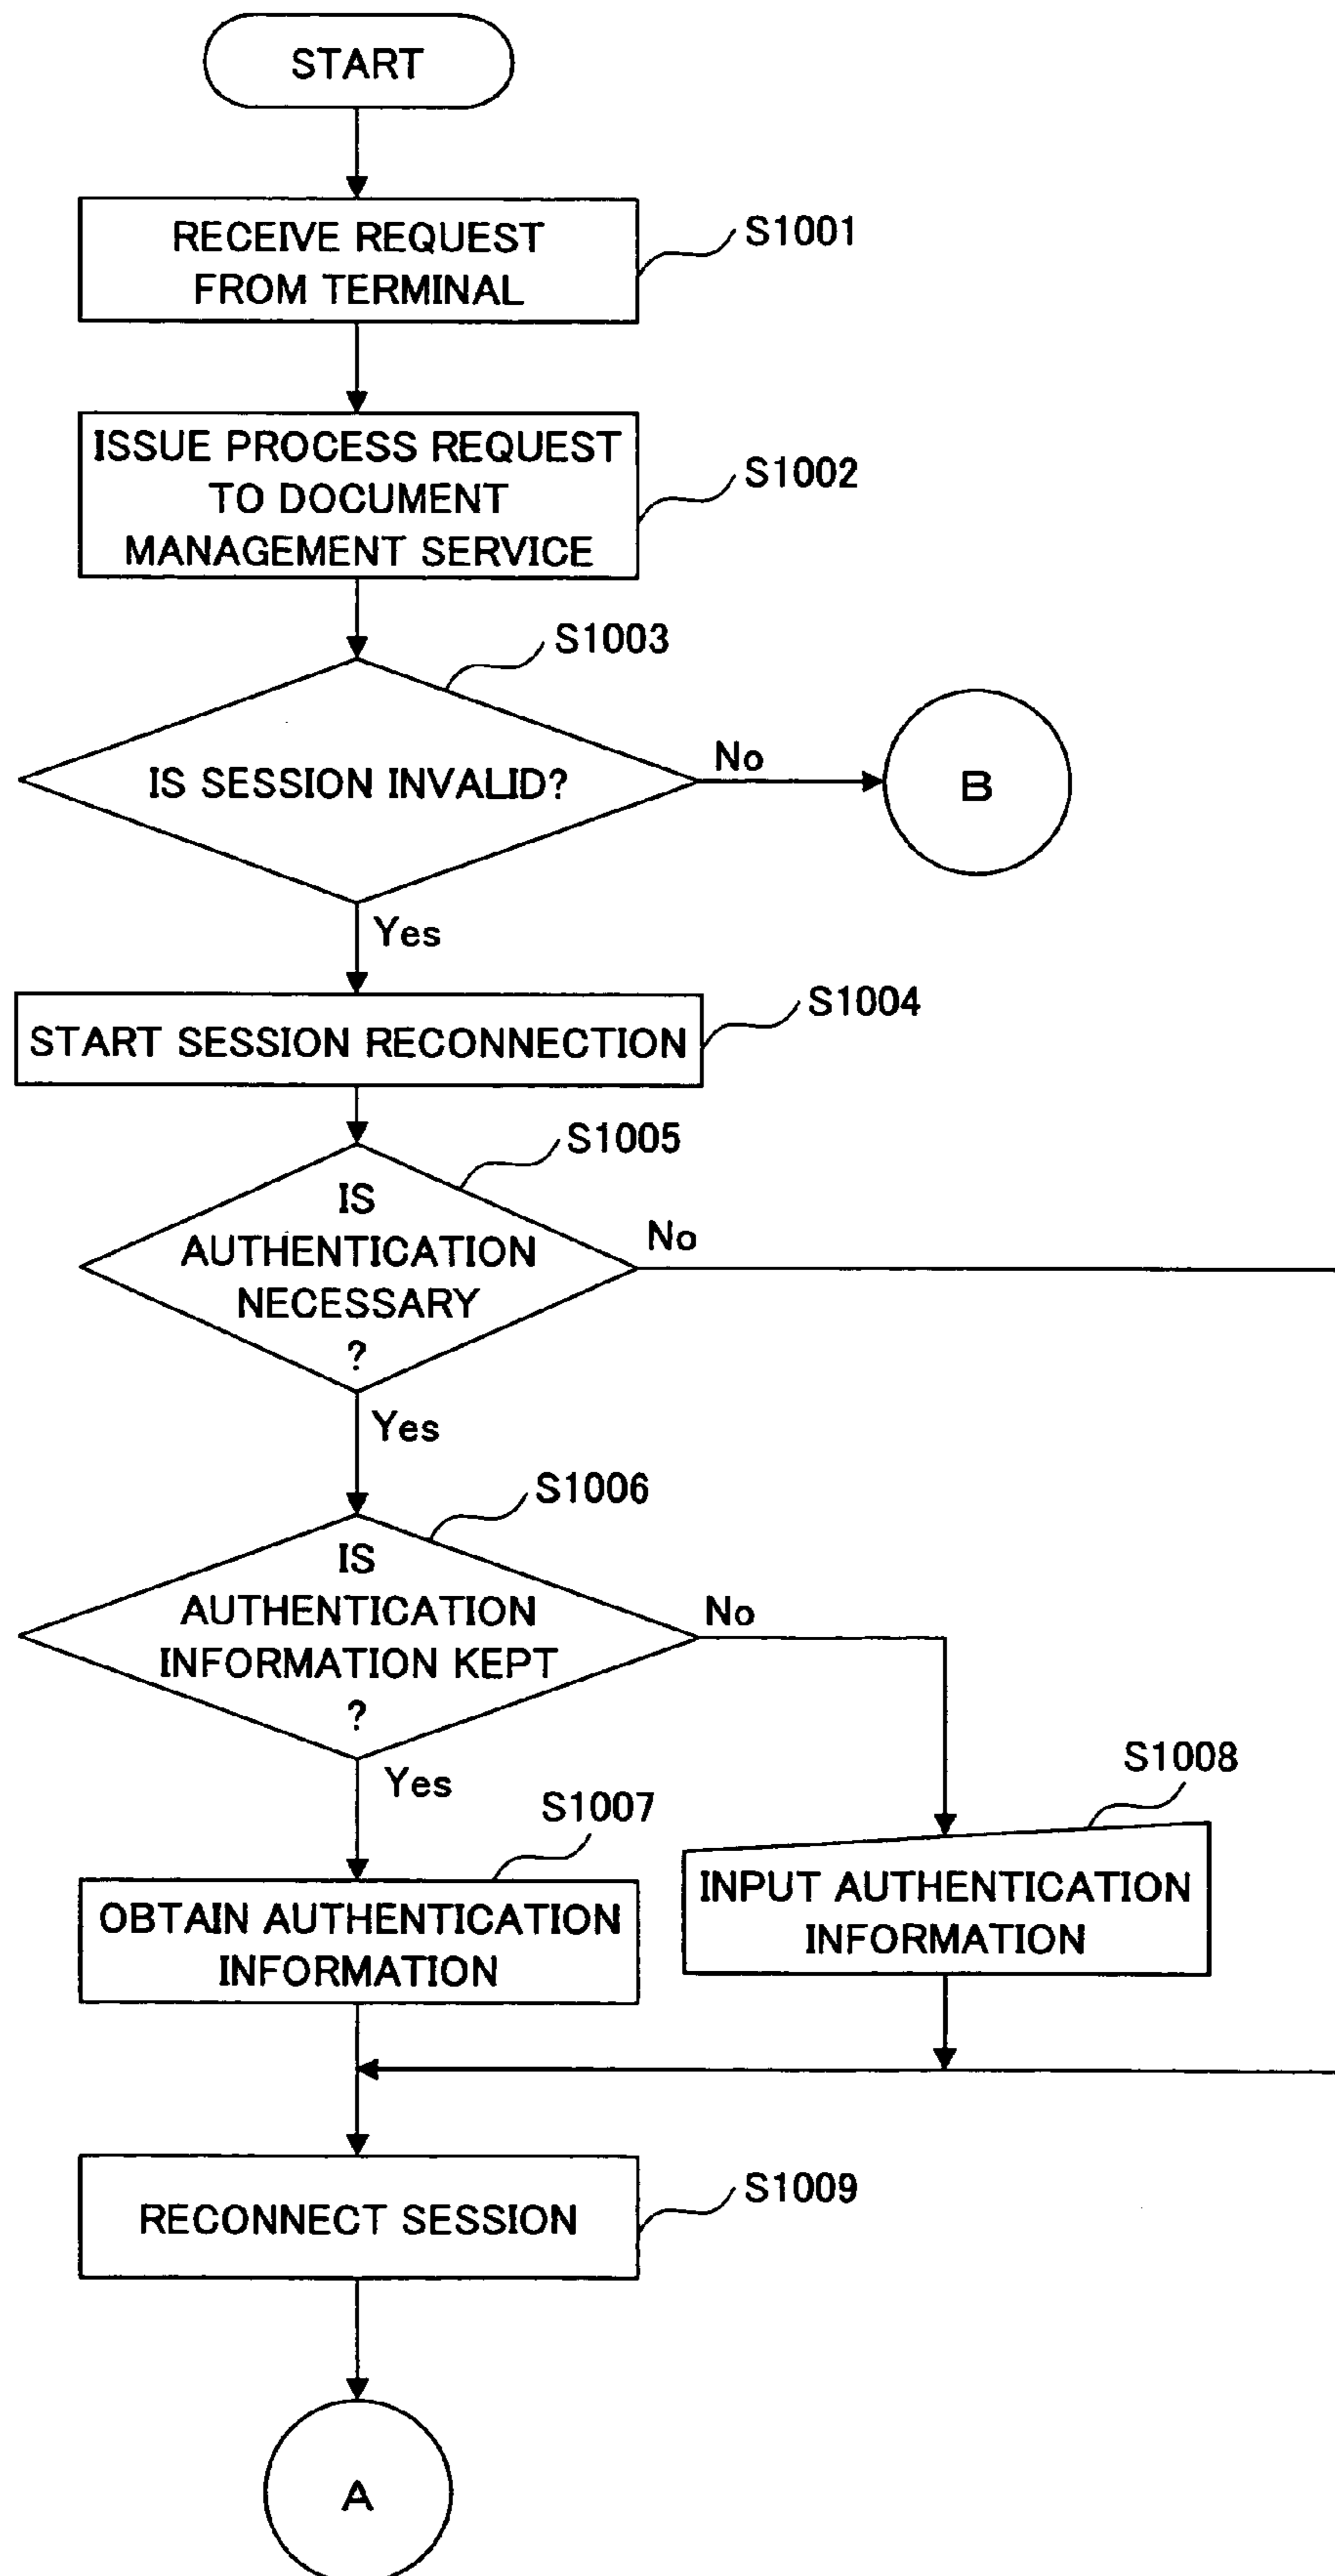 START
RECEIVE REQUEST
FROM TERMINAL
S1001
ISSUE PROCESS REQUEST
TO DOCUMENT
MANAGEMENT SERVICE
S1002
S1003
IS SESSION INVALID?
No
B
Yes
START SESSION RECONNECTION
S1004
S1005
IS
AUTHENTICATION
NECESSARY
?
No
Yes
S1006
IS
AUTHENTICATION
INFORMATION KEPT
?
No
Yes
S1007
OBTAIN AUTHENTICATION
INFORMATION
S1008
INPUT AUTHENTICATION
INFORMATION
RECONNECT SESSION
S1009
A